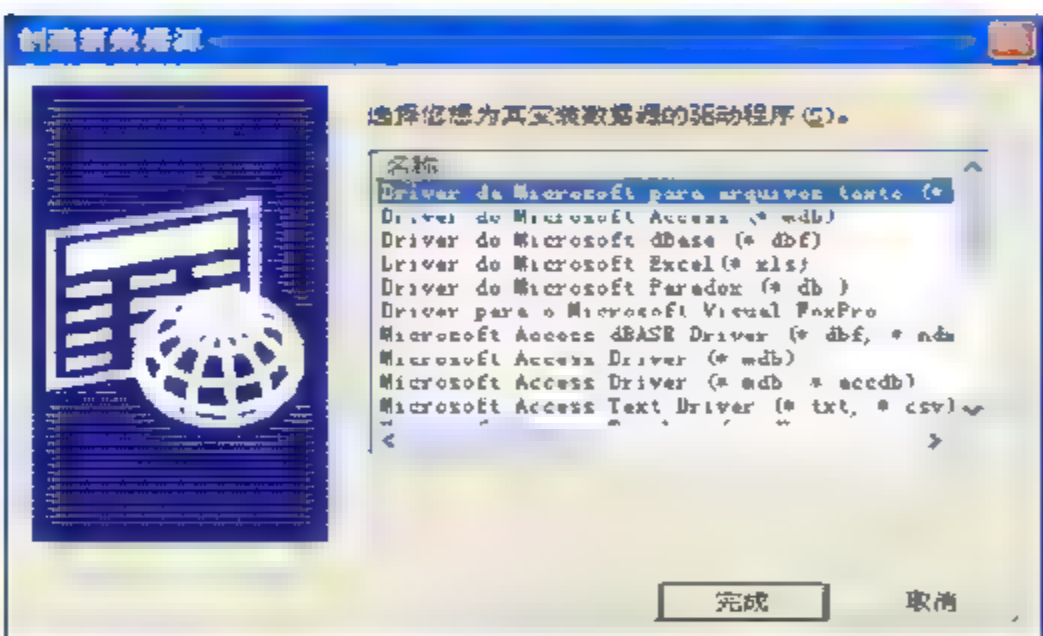 创建新数据源
选择您想为其安装数据源的驱动程序(S)。
名称
Driver da Microsoft para arquivos texto (*
Driver do Microsoft Access (*.mdb)
Driver do Microsoft dBase (*.dbf)
Driver do Microsoft Excel(*.xls)
Driver do Microsoft Paradox (*.db )
Driver para o Microsoft Visual FoxPro
Microsoft Access dBASE Driver (*.dbf, *.ndx
Microsoft Access Driver (*.mdb)
Microsoft Access Driver (*.mdb, *.accdb)
Microsoft Access Text Driver (*.txt, *.csv)
完成
取消